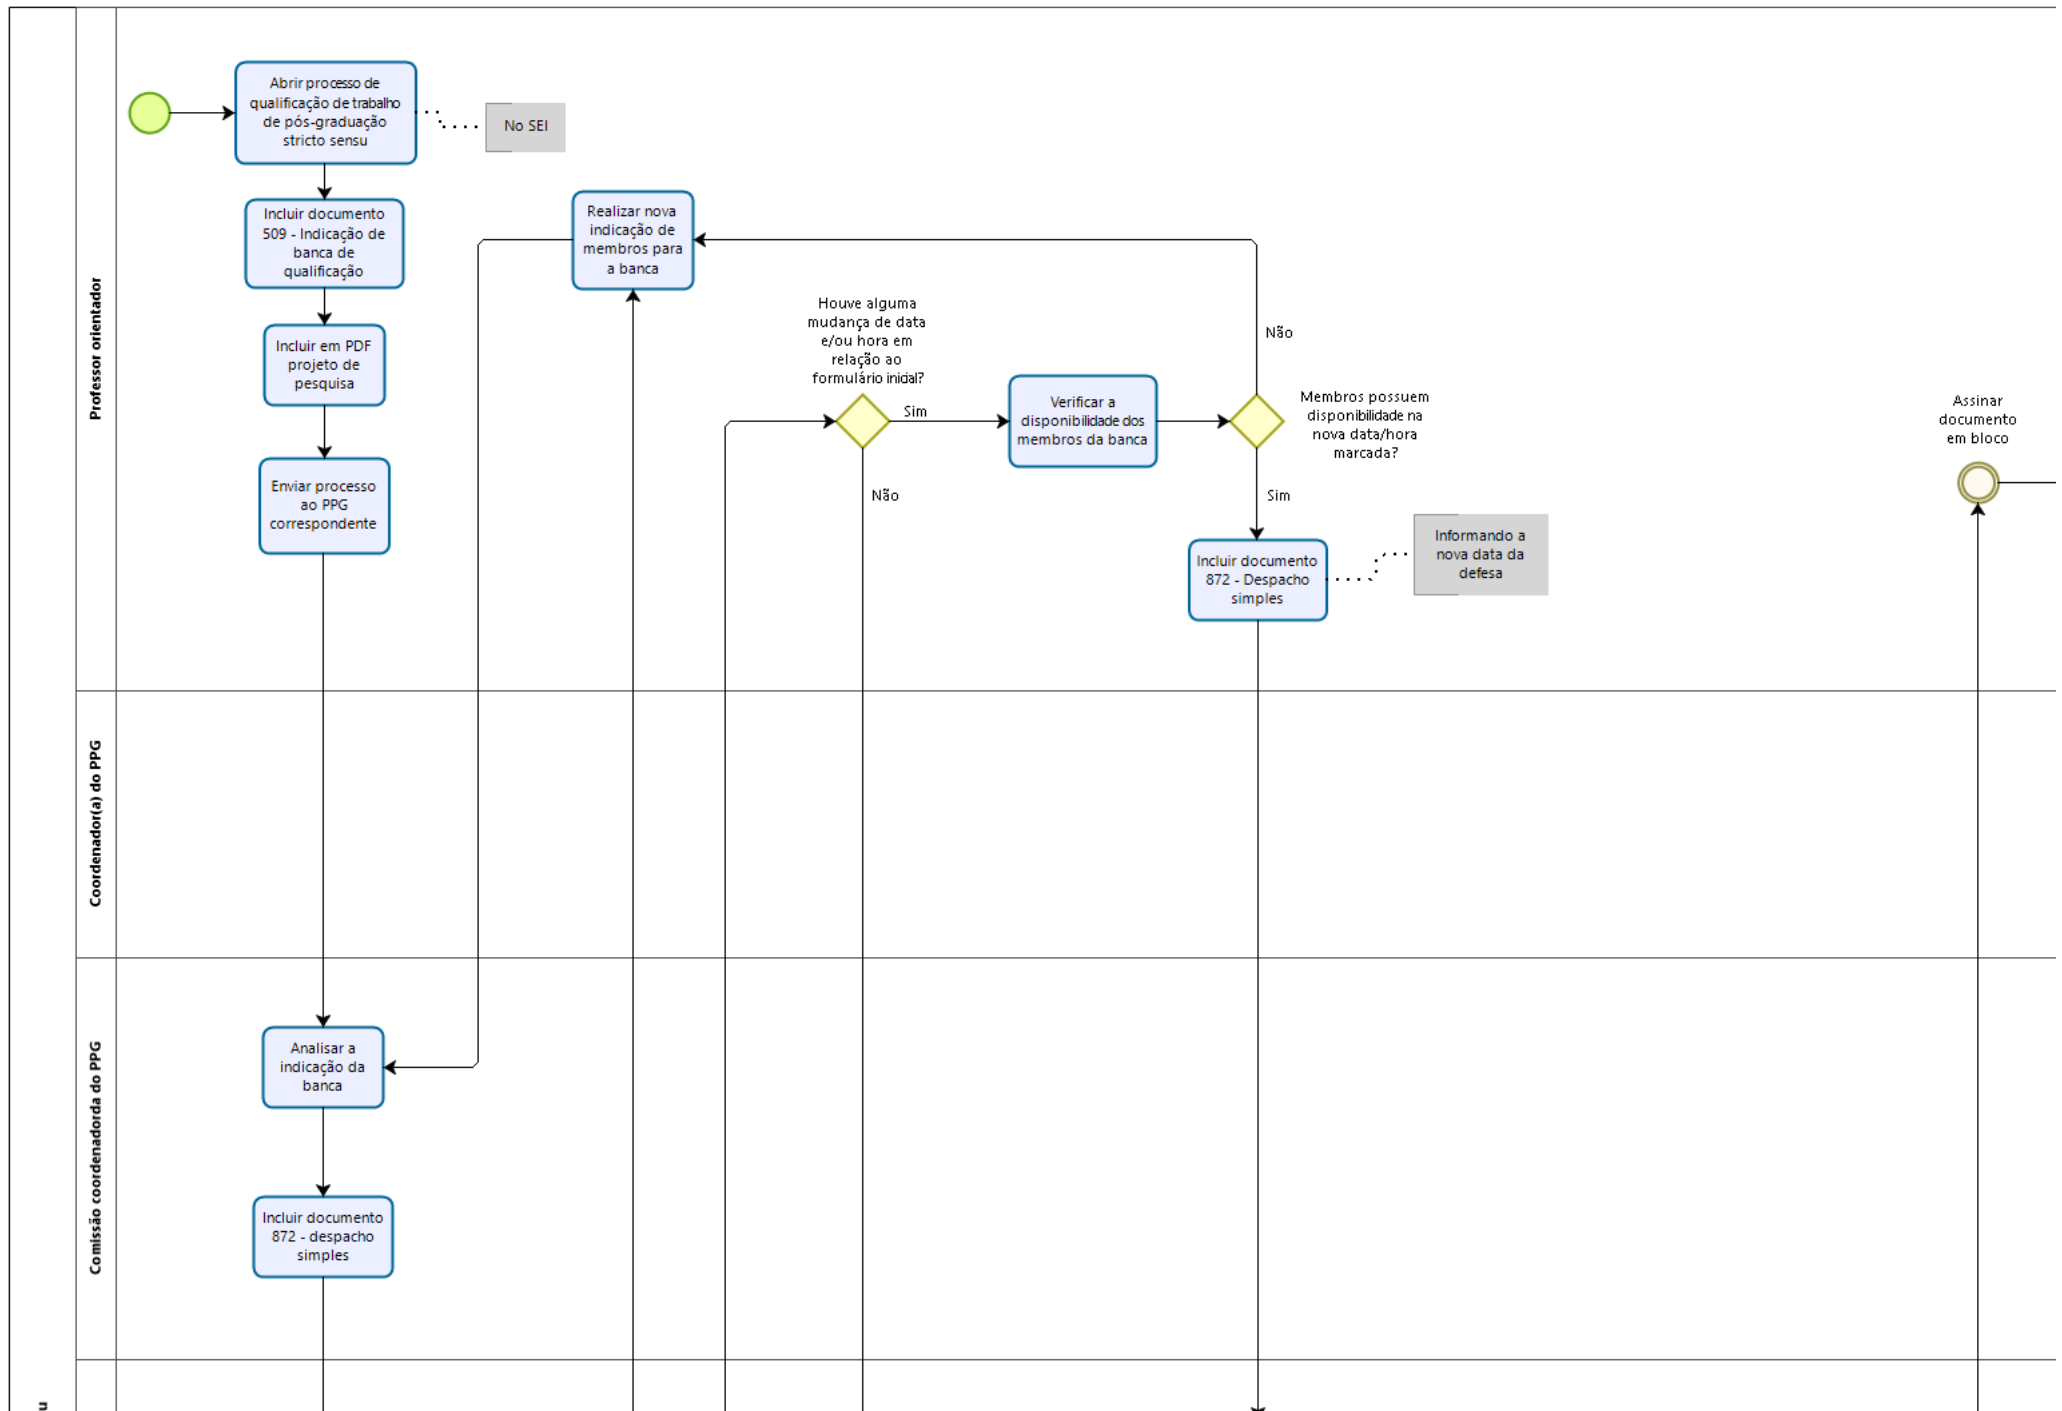 Professor orientador
Abrir processo de
qualificação de trabalho
de pós-graduação
stricto sensu
No SEI
Incluir documento
509 - Indicação de
banca de
qualificação
Incluir em PDF
projeto de
pesquisa
Enviar processo
ao PPG
correspondente
Realizar nova
indicação de
membros para
a banca
Houve alguma
mudança de data
e/ou hora em
relação ao
formulário inicial?
Sim
Não
Verificar a
disponibilidade dos
membros da banca
Não
Membros possuem
disponibilidade na
nova data/hora
marcada?
Sim
Incluir documento
872 - Despacho
simples
Informando a
nova data da
defesa
Assinar
documento
em bloco
Coordenador(a) do PPG
Comissão coordenadorda do PPG
Analisar a
indicação da
banca
Incluir documento
872 - despacho
simples
u